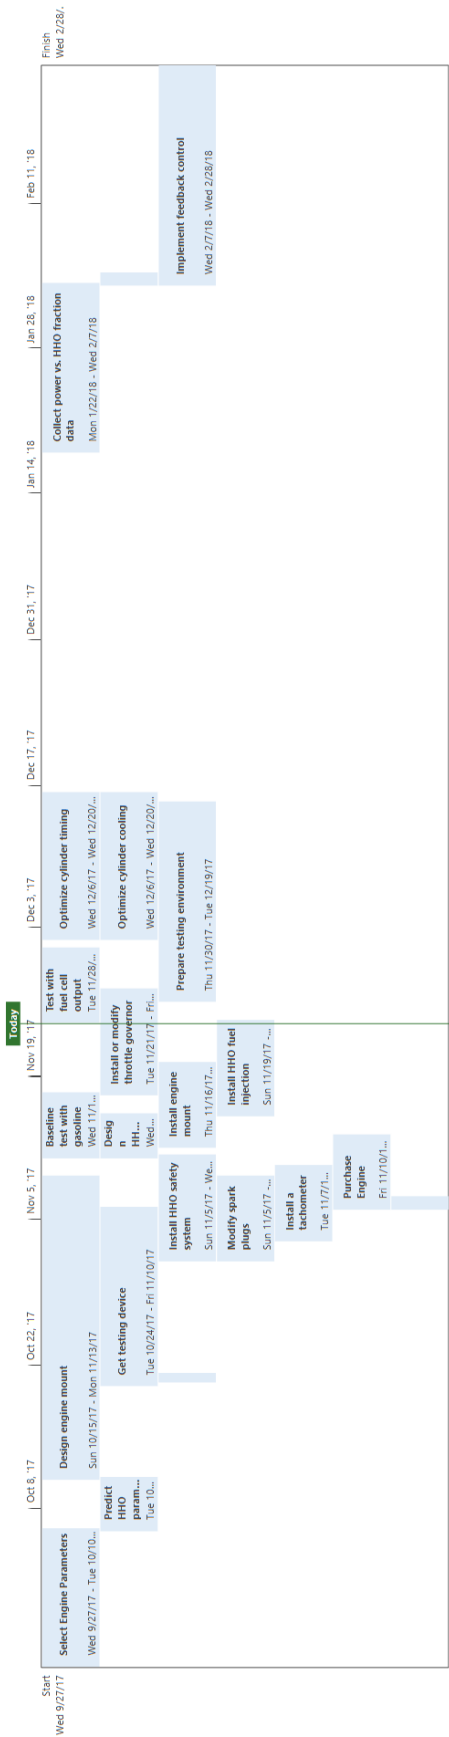 Today
Oct 8, '17
Oct 22, '17
Nov 5, '17
Nov 19, '17
Dec 3, '17
Dec 17, '17
Dec 31, '17
Jan 14, '18
Jan 28, '18
Feb 11, '18
Start
Wed 9/27/17
Finish
Wed 2/28/.
Select Engine Parameters
Wed 9/27/17 - Tue 10/10...
Design engine mount
Sun 10/15/17 - Mon 11/13/17
Baseline
test with
gasoline
Wed 11/1...
Test with
fuel cell
output
Tue 11/28/...
Optimize cylinder timing
Wed 12/6/17 - Wed 12/20/...
Collect power vs. HHO fraction
data
Mon 1/22/18 - Wed 2/7/18
Predict
HHO
param...
Tue 10...
Get testing device
Tue 10/24/17 - Fri 11/10/17
Desig
n
HH...
Wed...
Install or modify
throttle governor
Tue 11/21/17 - Fri...
Optimize cylinder cooling
Wed 12/6/17 - Wed 12/20/...
Install HHO safety
system
Sun 11/5/17 - We...
Install engine
mount
Thu 11/16/17...
Prepare testing environment
Thu 11/30/17 - Tue 12/19/17
Implement feedback control
Wed 2/7/18 - Wed 2/28/18
Modify spark
plugs
Sun 11/5/17 -...
Install HHO fuel
injection
Sun 11/19/17 -...
Install a
tachometer
Tue 11/7/1...
Purchase
Engine
Fri 11/10/1...